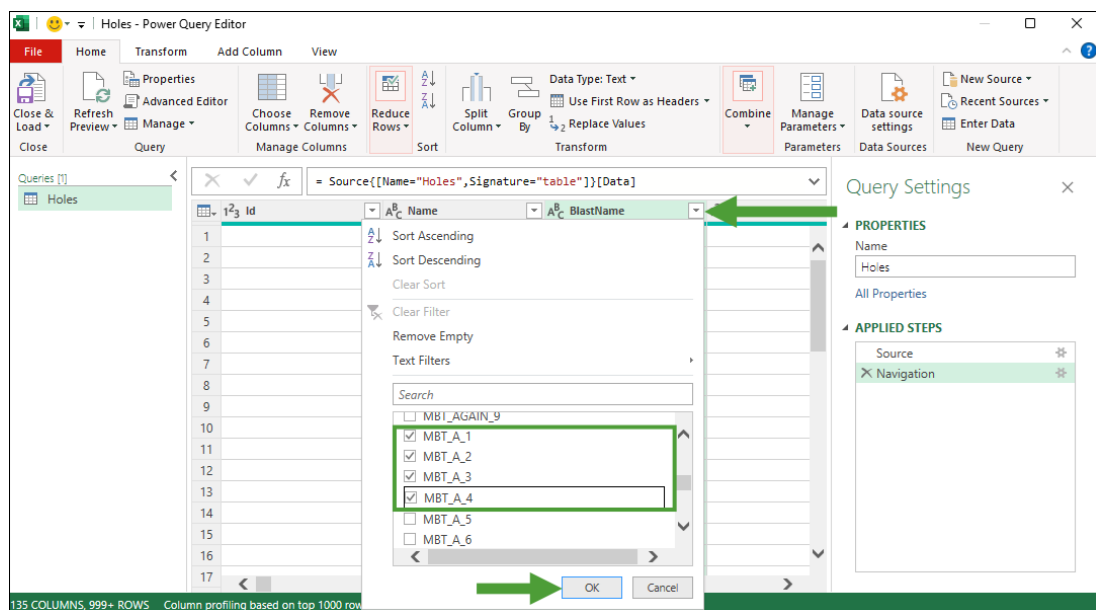 Holes - Power Query Editor
File Home Transform Add Column View
Close & Load
Refresh Preview
Properties
Advanced Editor
Manage
Choose Columns
Remove Columns
Reduce Rows
Split Column
Group By
Data Type: Text
Use First Row as Headers
Replace Values
Combine
Manage Parameters
Data source settings
New Source
Recent Sources
Enter Data
Close Query Manage Columns Sort Transform Parameters Data Sources New Query
Queries [1]
Holes
fx = Source{[Name="Holes",Signature="table"]}[Data]
123 Id ABC Name ABC BlastName
1
2
3
4
5
6
7
8
9
10
11
12
13
14
15
16
17
Sort Ascending
Sort Descending
Clear Sort
Clear Filter
Remove Empty
Text Filters
Search
MBT_AGAIN_9
MBT_A_1
MBT_A_2
MBT_A_3
MBT_A_4
MBT_A_5
MBT_A_6
OK Cancel
Query Settings
PROPERTIES
Name
Holes
All Properties
APPLIED STEPS
Source
Navigation
135 COLUMNS, 999+ ROWS Column profiling based on top 1000